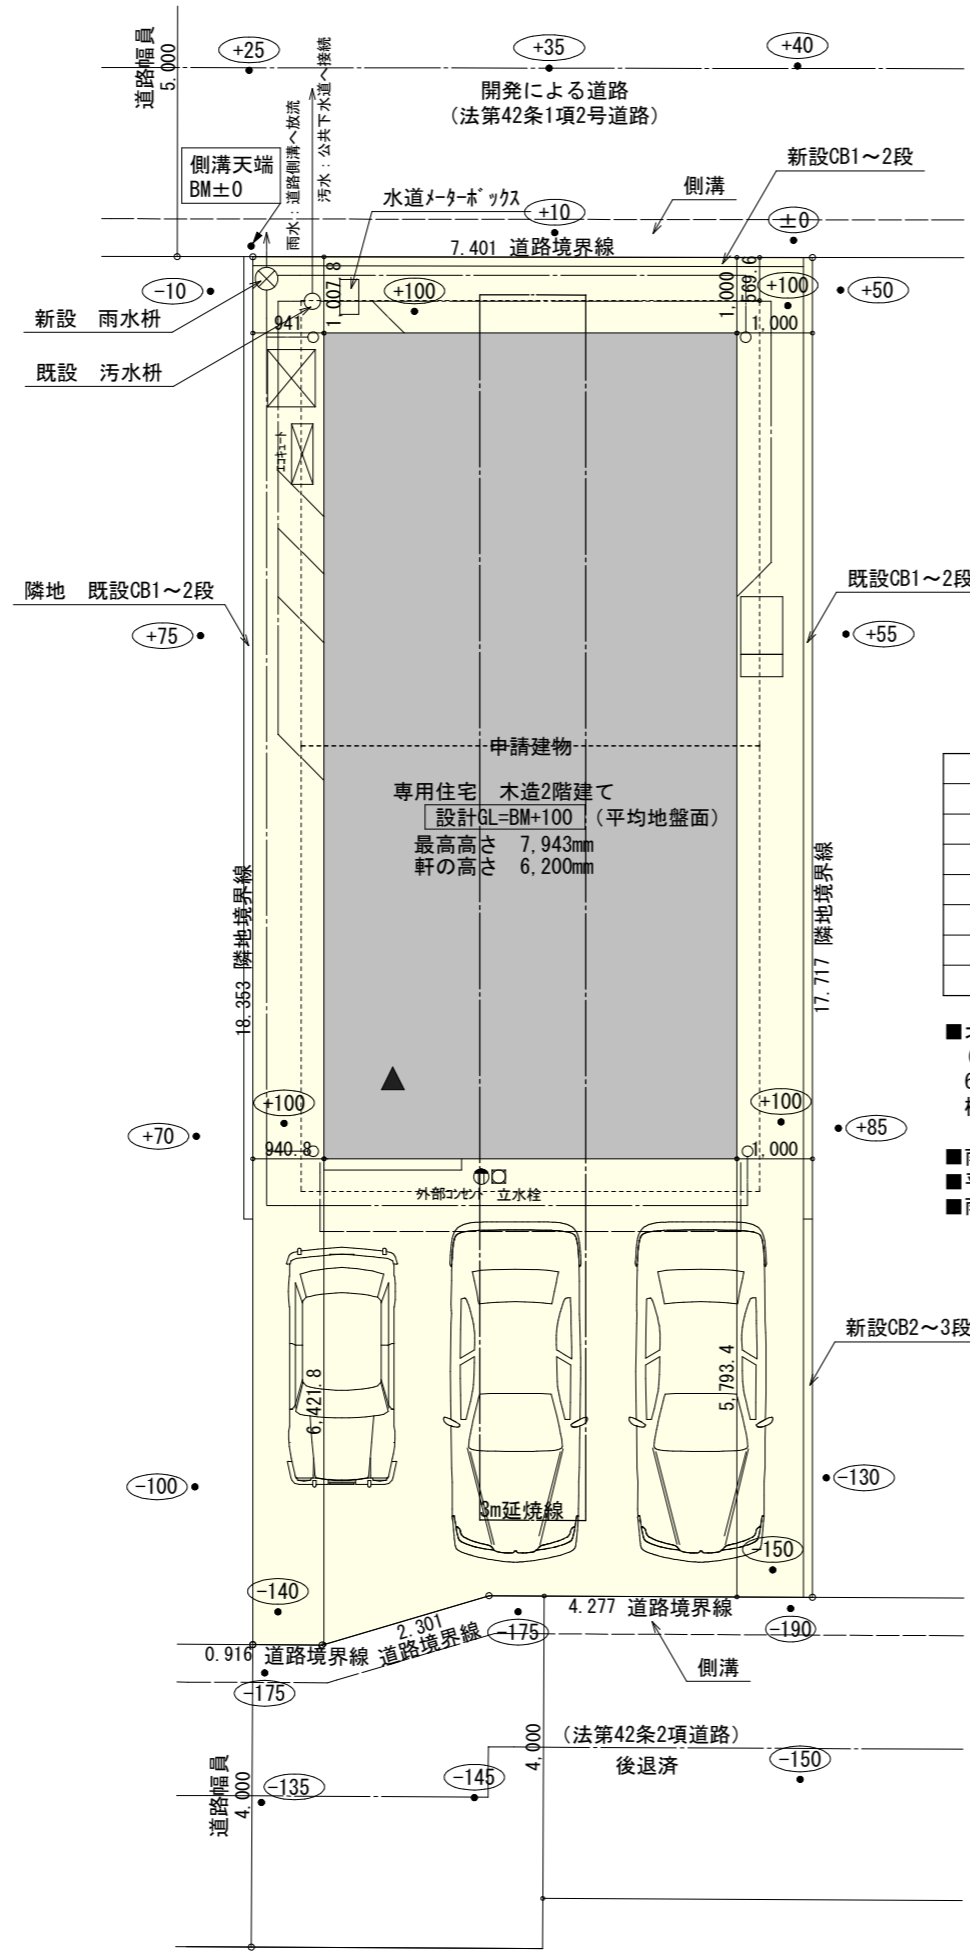 道路幅員
5.000
+25
+35
+40
開発による道路
(法第42条1項2号道路)
雨水：道路側溝へ放流
汚水：公共下水道へ接続
側溝天端
BM±0
新設CB1～2段
側溝
水道メーターボックス
+10
±0
7.401 道路境界線
-10
+100
+100
+50
新設 雨水枡
1,007.8
1,000
569.6
941
1,000
既設 汚水枡
エコキュート
隣地 既設CB1～2段
既設CB1～2段
+75
+55
申請建物
専用住宅 木造2階建て
設計GL=BM+100 (平均地盤面)
最高高さ 7,943mm
軒の高さ 6,200mm
18.353 隣地境界線
17.717 隣地境界線
+100
+100
+70
+85
940.8
1,000
外部コンセント 立水栓
新設CB2～3段
6,421.8
5,793.4
-100
-130
3m延焼線
-150
-140
4.277 道路境界線
2.301
道路境界線
-175
-190
0.916 道路境界線
側溝
-175
(法第42条2項道路)
後退済
4,000
-150
道路幅員
4.000
-135
-145
■
6
■
■
■